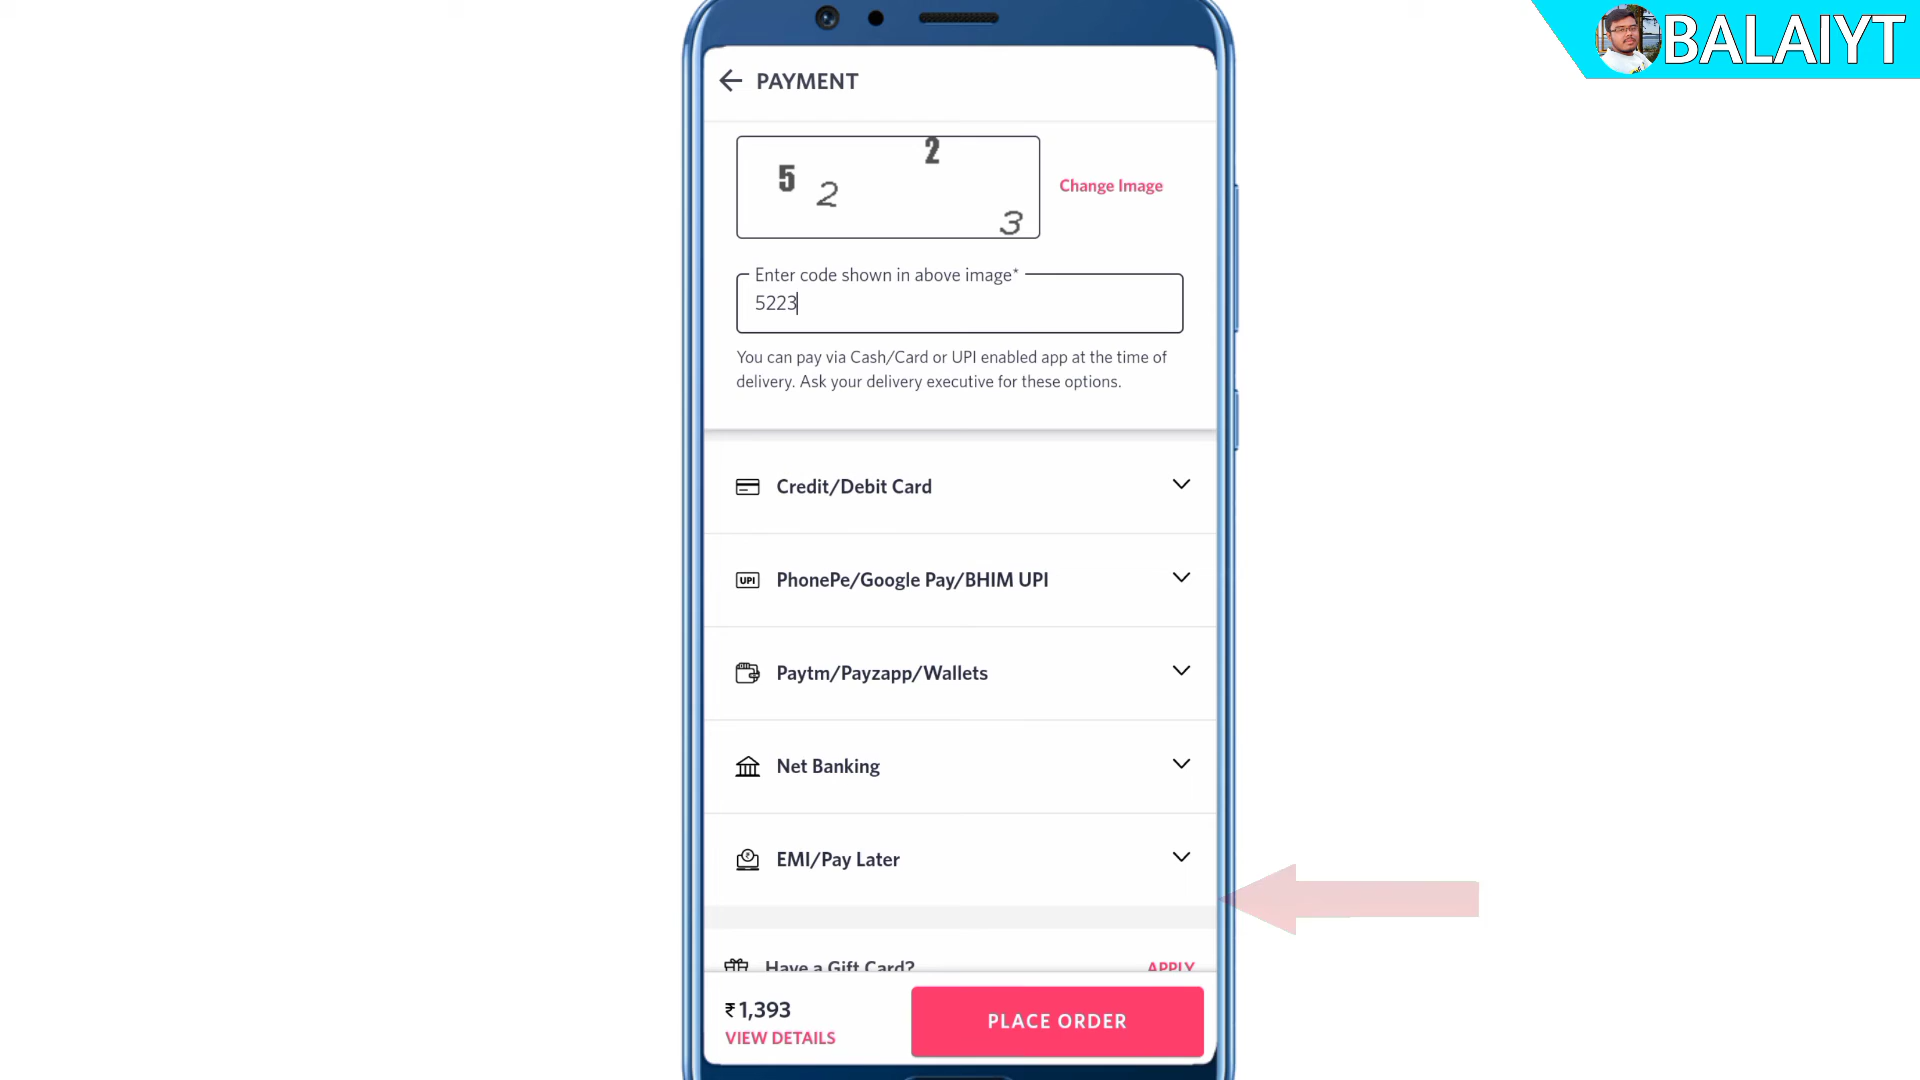 BALAIYT
PAYMENT
5 2 2 3
Change Image
Enter code shown in above image*
5223
You can pay via Cash/Card or UPI enabled app at the time of
delivery. Ask your delivery executive for these options.
Credit/Debit Card
UPI PhonePe/Google Pay/BHIM UPI
Paytm/Payzapp/Wallets
Net Banking
EMI/Pay Later
Have a Gift Card? APPLY
₹1,393
VIEW DETAILS
PLACE ORDER